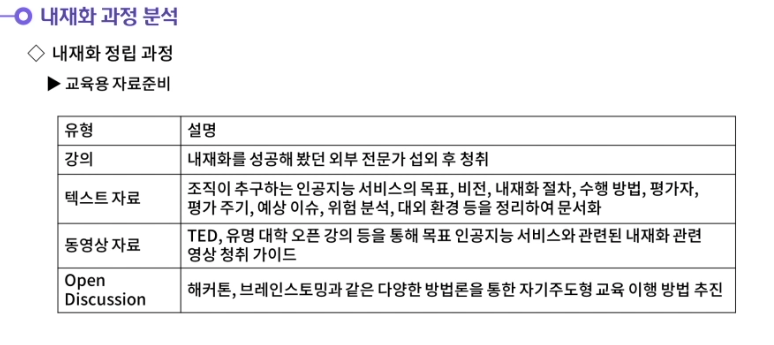 내재화 과정 분석
◇ 내재화 정립 과정
▶ 교육용 자료준비
유형 설명
강의 내재화를 성공해 봤던 외부 전문가 섭외 후 청취
텍스트 자료 조직이 추구하는 인공지능 서비스의 목표, 비전, 내재화 절차, 수행 방법, 평가자,
평가 주기, 예상 이슈, 위험 분석, 대외 환경 등을 정리하여 문서화
동영상 자료 TED, 유명 대학 오픈 강의 등을 통해 목표 인공지능 서비스와 관련된 내재화 관련
영상 청취 가이드
Open
Discussion 해커톤, 브레인스토밍과 같은 다양한 방법론을 통한 자기주도형 교육 이행 방법 추진